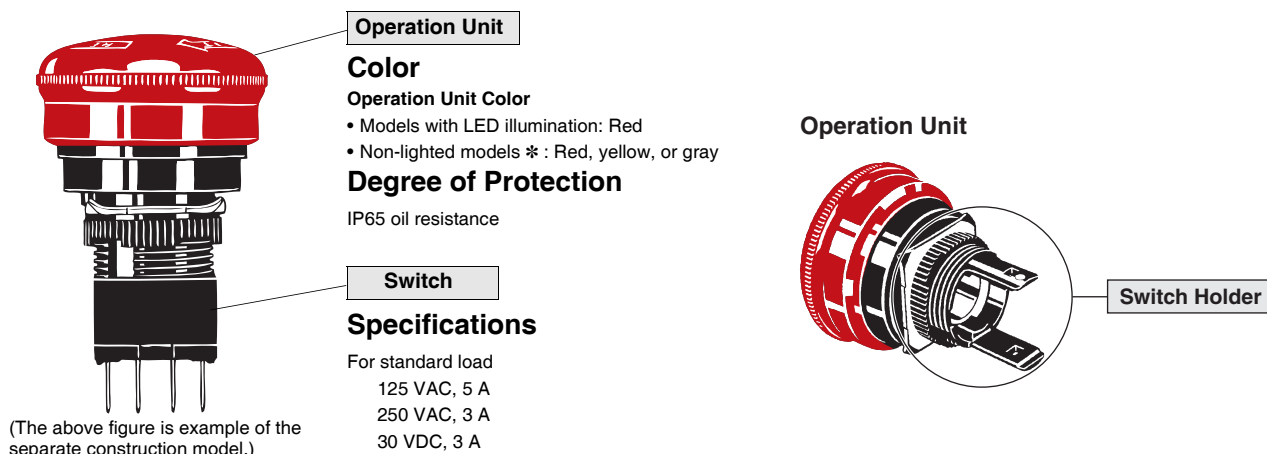 Operation Unit
Color
Operation Unit Color
• Models with LED illumination: Red
• Non-lighted models ✻ : Red, yellow, or gray
Degree of Protection
IP65 oil resistance
Switch
Specifications
For standard load
125 VAC, 5 A
250 VAC, 3 A
30 VDC, 3 A
(The above figure is example of the
separate construction model.)
Operation Unit
Switch Holder